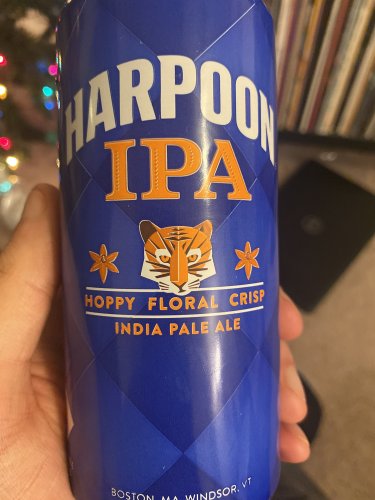 HARPOON
IPA
HOPPY FLORAL CRISP
INDIA PALE ALE
BOSTON, MA WINDSOR, VT